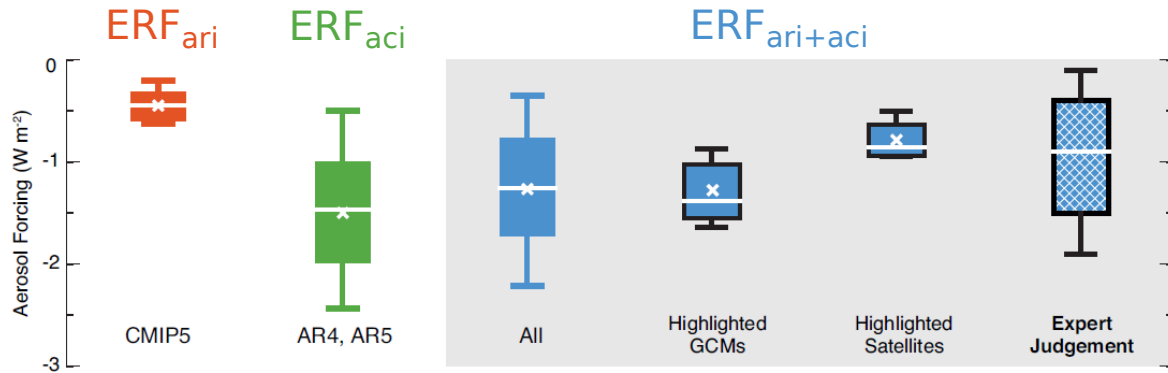 ERFari
ERFaci
ERFari+aci
0
-1
-2
-3
Aerosol Forcing (W m-2)
CMIP5
AR4, AR5
All
Highlighted
GCMs
Highlighted
Satellites
Expert
Judgement